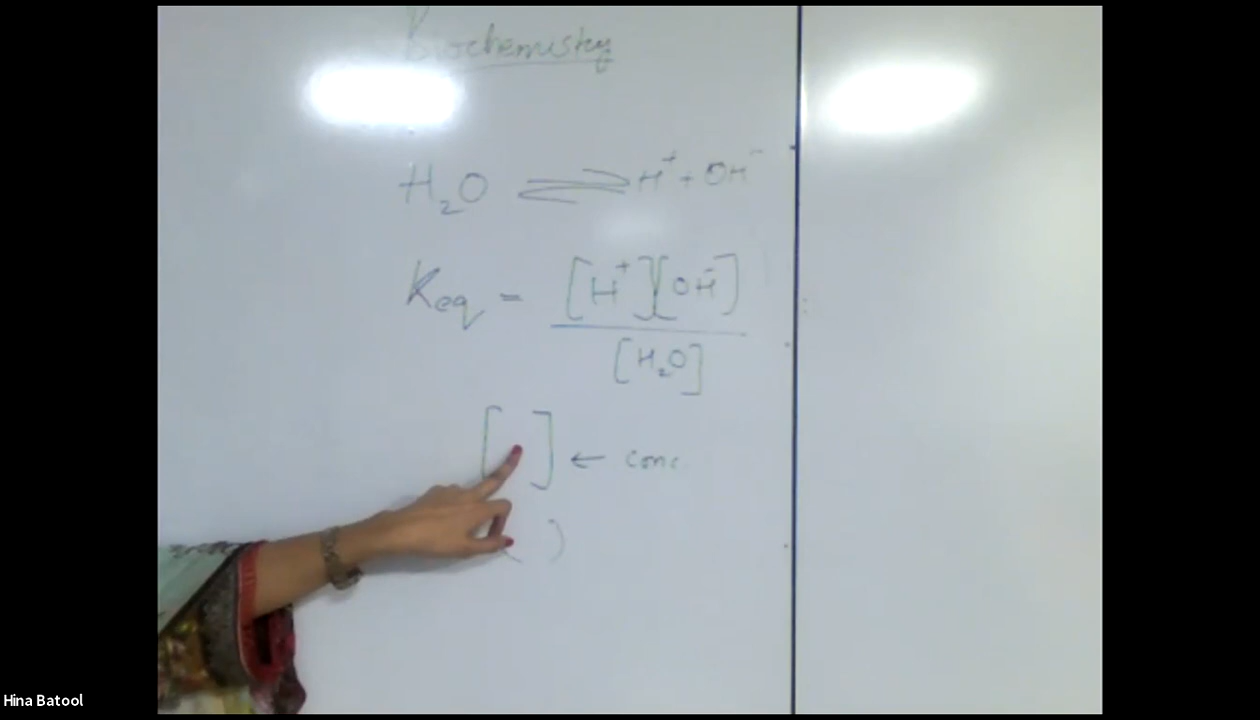 Biochemistry
H₂O ⇌ H⁺ + OH⁻
Keq = [H⁺][OH⁻]
[H₂O]
[ ] ← conc.
( )
Hina Batool